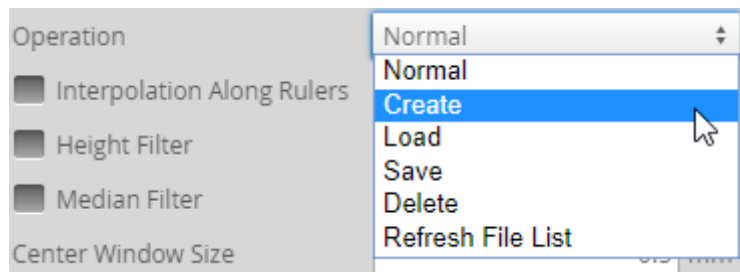 Operation Normal
Normal
Interpolation Along Rulers
Create
Height Filter
Load
Save
Median Filter
Delete
Refresh File List
Center Window Size